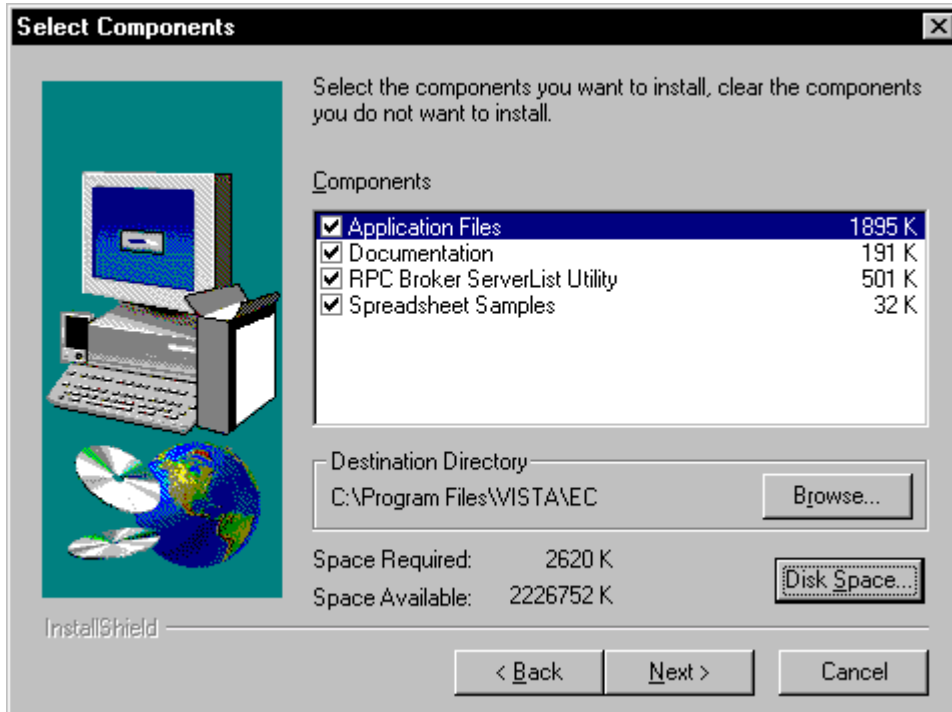 Select Components
Select the components you want to install, clear the components
you do not want to install.
Components
Application Files 1895 K
Documentation 191 K
RPC Broker ServerList Utility 501 K
Spreadsheet Samples 32 K
Destination Directory
C:\Program Files\VISTA\EC Browse...
Space Required: 2620 K
Disk Space...
Space Available: 2226752 K
InstallShield
< Back Next > Cancel